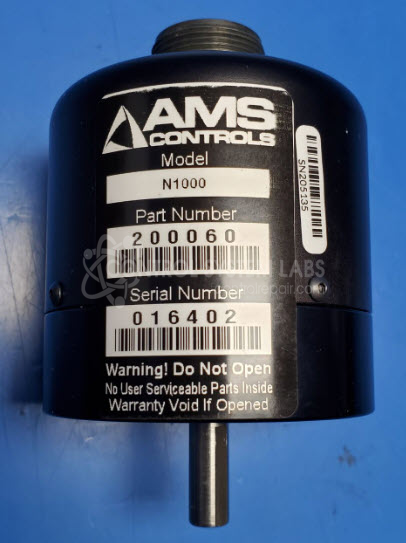 AMS
CONTROLS
Model
N1000
Part Number
200060
Serial Number
016402
Warning! Do Not Open
No User Serviceable Parts Inside
Warranty Void If Opened
SN205135
LABS